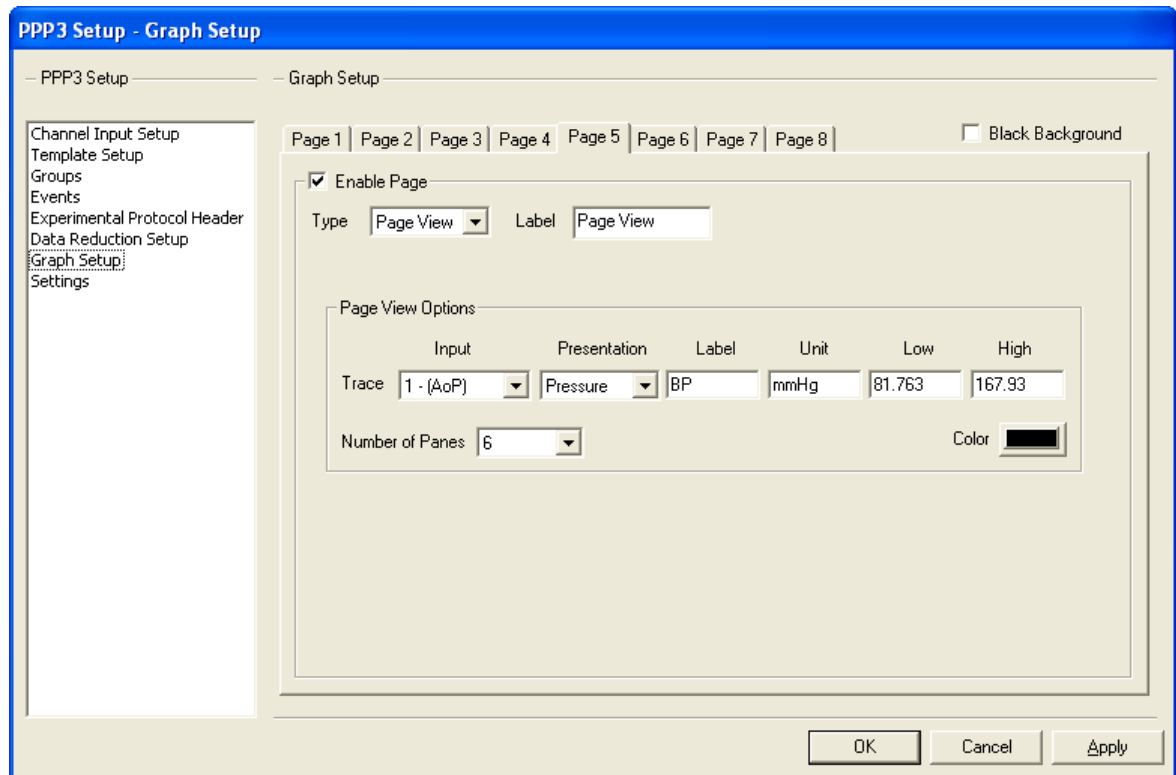 PPP3 Setup - Graph Setup
PPP3 Setup
Channel Input Setup
Template Setup
Groups
Events
Experimental Protocol Header
Data Reduction Setup
Graph Setup
Settings
Graph Setup
Page 1 Page 2 Page 3 Page 4 Page 5 Page 6 Page 7 Page 8
Black Background
Enable Page
Type Page View Label Page View
Page View Options
Input Presentation Label Unit Low High
Trace 1 - (AoP) Pressure BP mmHg 81.763 167.93
Number of Panes 6 Color
OK Cancel Apply